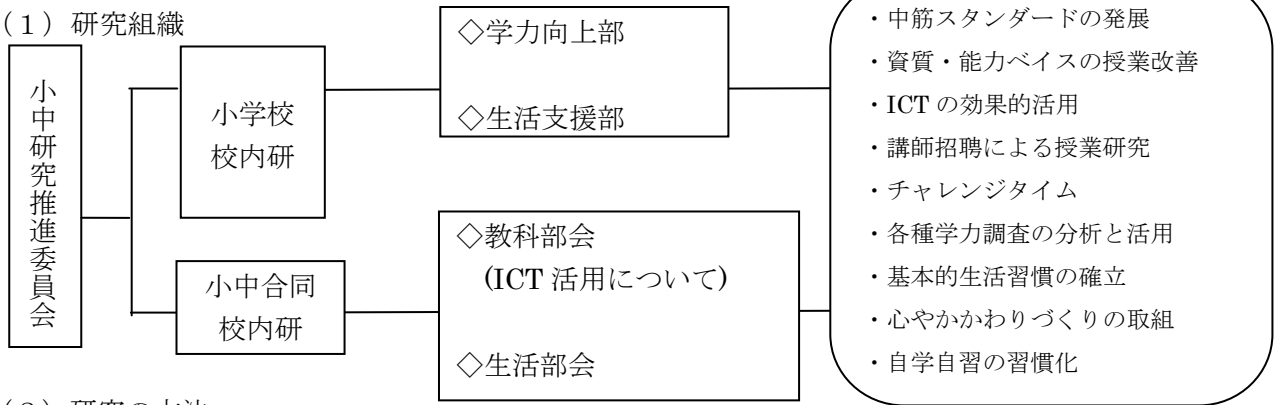 （１）研究組織
小中研究推進委員会
小学校
校内研
小中合同
校内研
◇学力向上部
◇生活支援部
◇教科部会
(ICT 活用について)
◇生活部会
・中筋スタンダードの発展
・資質・能力ベイスの授業改善
・ICT の効果的活用
・講師招聘による授業研究
・チャレンジタイム
・各種学力調査の分析と活用
・基本的生活習慣の確立
・心やかかわりづくりの取組
・自学自習の習慣化